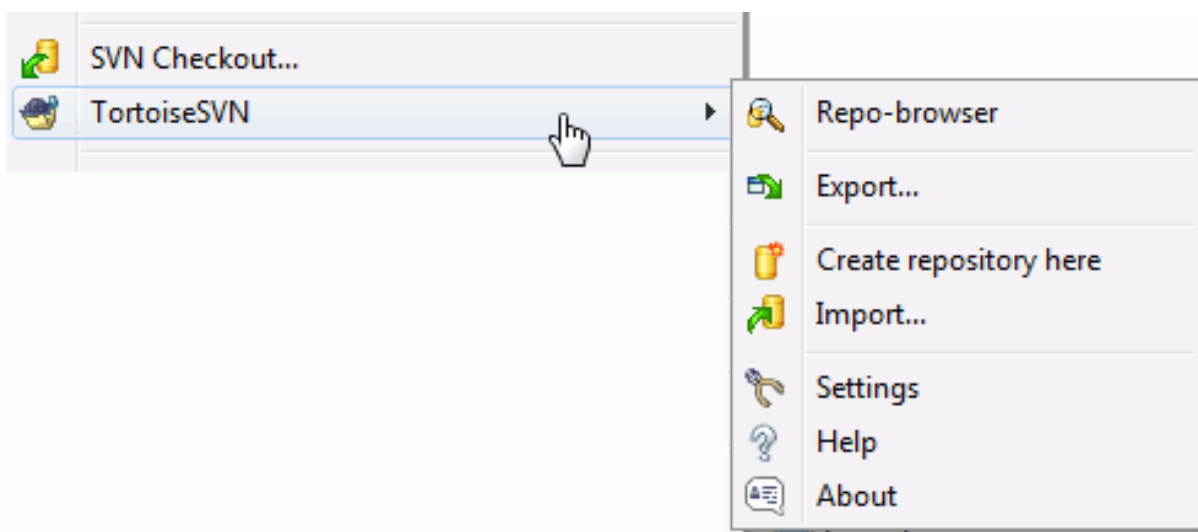 SVN Checkout...
TortoiseSVN
Repo-browser
Export...
Create repository here
Import...
Settings
Help
About